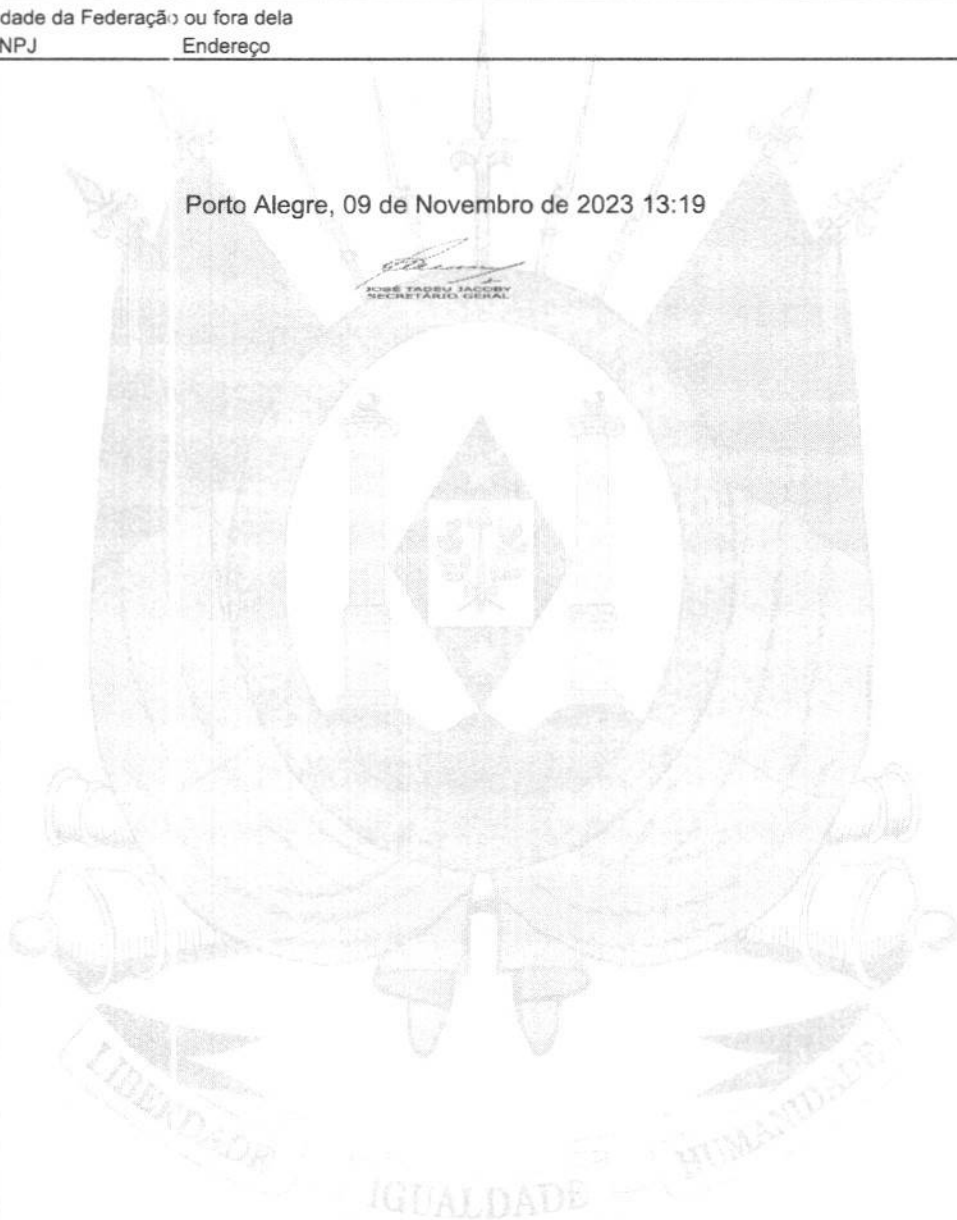 dade da Federação ou fora dela
NPJ Endereço
Porto Alegre, 09 de Novembro de 2023 13:19
JOSÉ TADEU JACOBY
SECRETÁRIO GERAL
LIBERDADE
IGUALDADE
HUMANIDADE